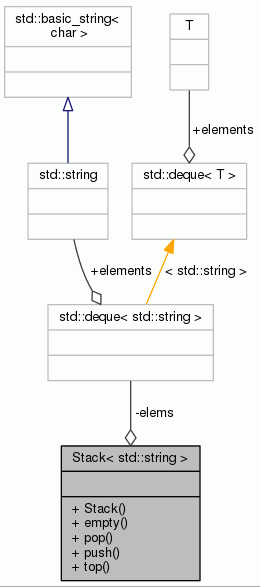 std::basic_string<
char >
T
+elements
std::string
std::deque< T >
+elements
< std::string >
std::deque< std::string >
-elems
Stack< std::string >
+ Stack()
+ empty()
+ pop()
+ push()
+ top()